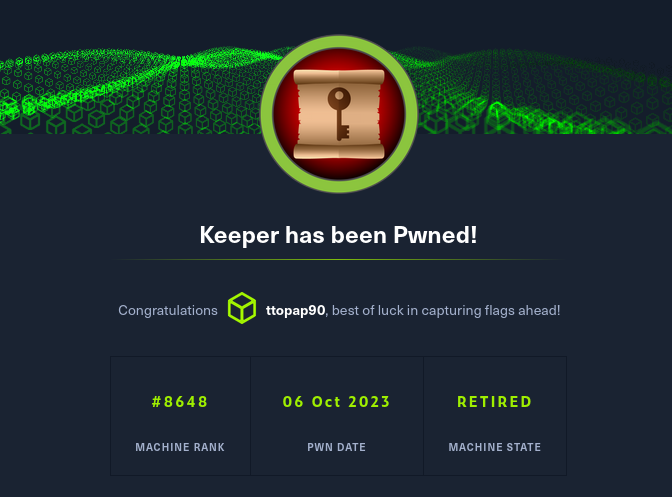 Keeper has been Pwned!
Congratulations ttopap90, best of luck in capturing flags ahead!
#8648 06 Oct 2023 RETIRED
MACHINE RANK PWN DATE MACHINE STATE